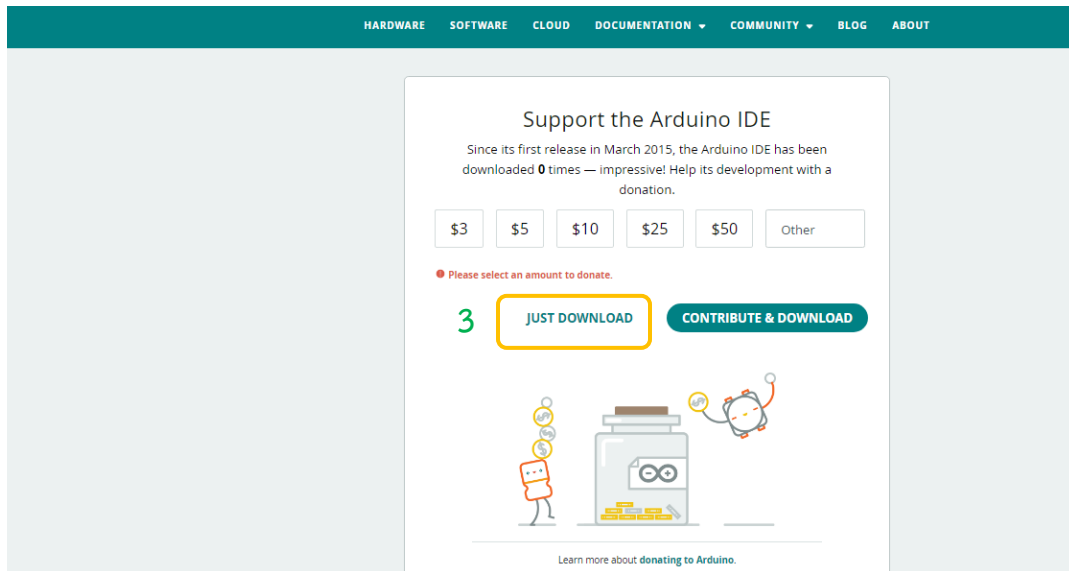 HARDWARE SOFTWARE CLOUD DOCUMENTATION COMMUNITY BLOG ABOUT
Support the Arduino IDE
Since its first release in March 2015, the Arduino IDE has been
downloaded 0 times — impressive! Help its development with a
donation.
$3 $5 $10 $25 $50 Other
Please select an amount to donate.
3 JUST DOWNLOAD CONTRIBUTE & DOWNLOAD
Learn more about donating to Arduino.